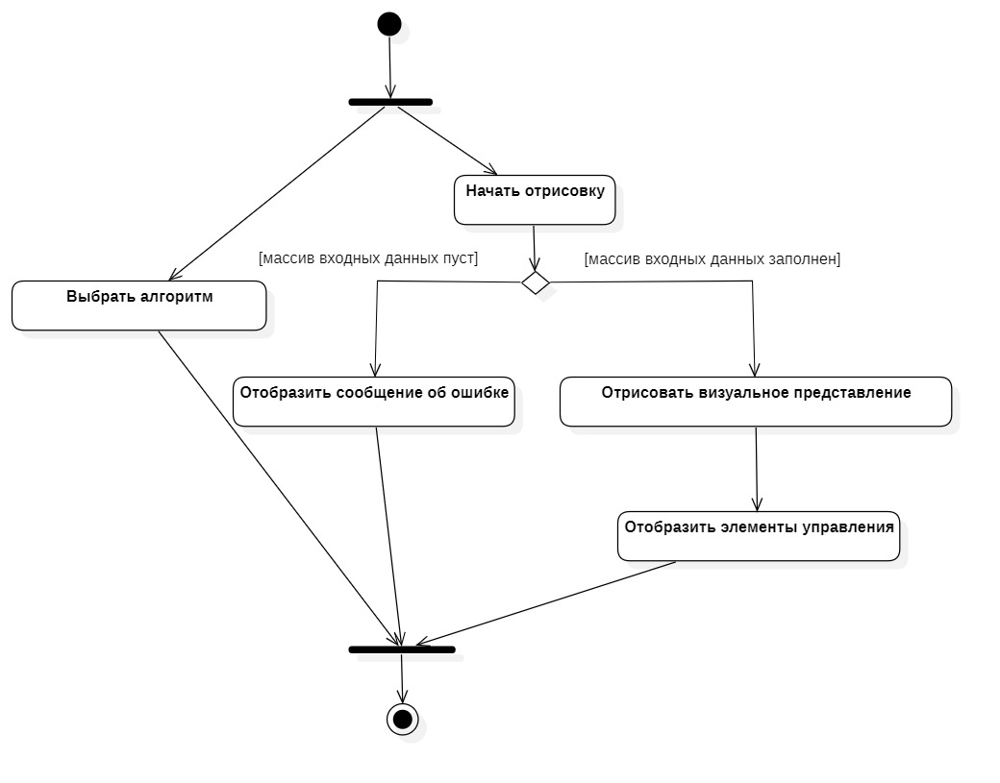 Начать отрисовку
[массив входных данных пуст]
[массив входных данных заполнен]
Выбрать алгоритм
Отобразить сообщение об ошибке
Отрисовать визуальное представление
Отобразить элементы управления